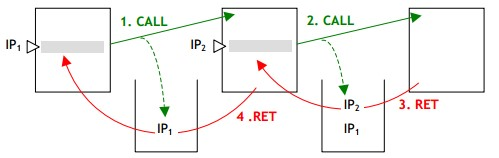 1. CALL
2. CALL
IP1
IP2
IP1
4 .RET
IP2
IP1
3. RET